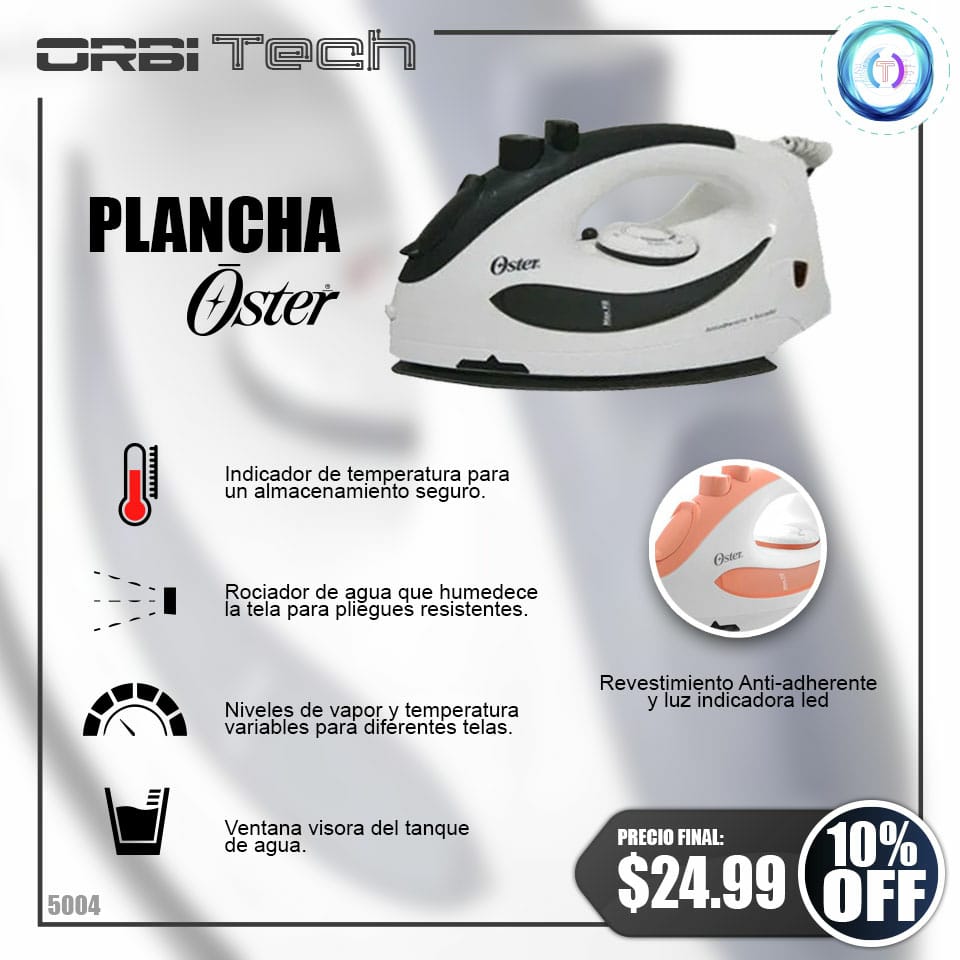 ORBI Tech
T
PLANCHA
Oster®
Oster
Max Fill
Indicador de temperatura para
un almacenamiento seguro.
Rociador de agua que humedece
la tela para pliegues resistentes.
Oster
Niveles de vapor y temperatura
variables para diferentes telas.
Revestimiento Anti-adherente
y luz indicadora led
Ventana visora del tanque
de agua.
PRECIO FINAL:
$24.99
10%
OFF
5004